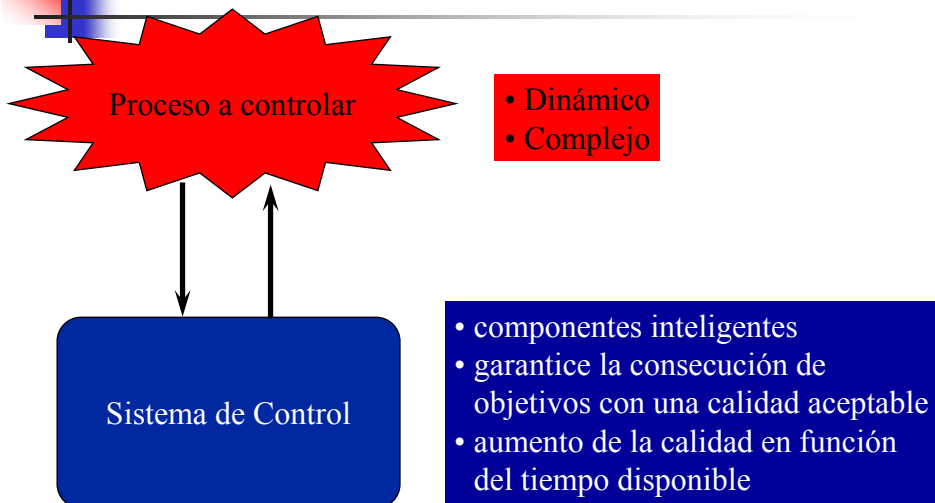 Proceso a controlar
• Dinámico
• Complejo
Sistema de Control
• componentes inteligentes
• garantice la consecución de
objetivos con una calidad aceptable
• aumento de la calidad en función
del tiempo disponible